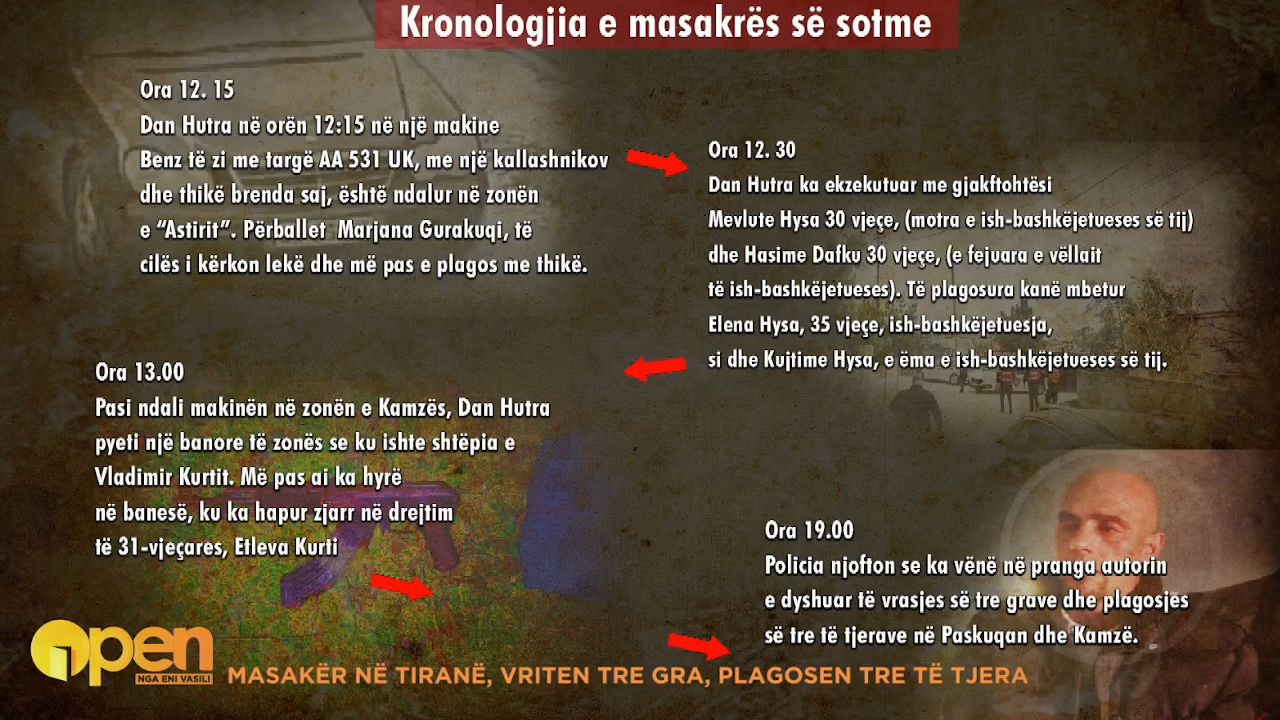 Kronologjia e masakrës së sotme
Ora 12. 15
Dan Hutra në orën 12:15 në një makine
Benz të zi me targë AA 531 UK, me një kallashnikov
dhe thikë brenda saj, është ndalur në zonën
e “Astirit”. Përballet Marjana Gurakuqi, të
cilës i kërkon lekë dhe më pas e plagos me thikë.
Ora 12. 30
Dan Hutra ka ekzekutuar me gjakftohtësi
Mevlute Hysa 30 vjeçe, (motra e ish-bashkëjetueses së tij)
dhe Hasime Dafku 30 vjeçe, (e fejuara e vëllait
të ish-bashkëjetueses). Të plagosura kanë mbetur
Elena Hysa, 35 vjeçe, ish-bashkëjetuesja,
si dhe Kujtime Hysa, e ëma e ish-bashkëjetueses së tij.
Ora 13.00
Pasi ndali makinën në zonën e Kamzës, Dan Hutra
pyeti një banore të zonës se ku ishte shtëpia e
Vladimir Kurtit. Më pas ai ka hyrë
në banesë, ku ka hapur zjarr në drejtim
të 31-vjeçares, Etleva Kurti
Ora 19.00
Policia njofton se ka vënë në pranga autorin
e dyshuar të vrasjes së tre grave dhe plagosjes
së tre të tjerave në Paskuqan dhe Kamzë.
Open
NGA ENI VASILI
MASAKËR NË TIRANË, VRITEN TRE GRA, PLAGOSEN TRE TË TJERA